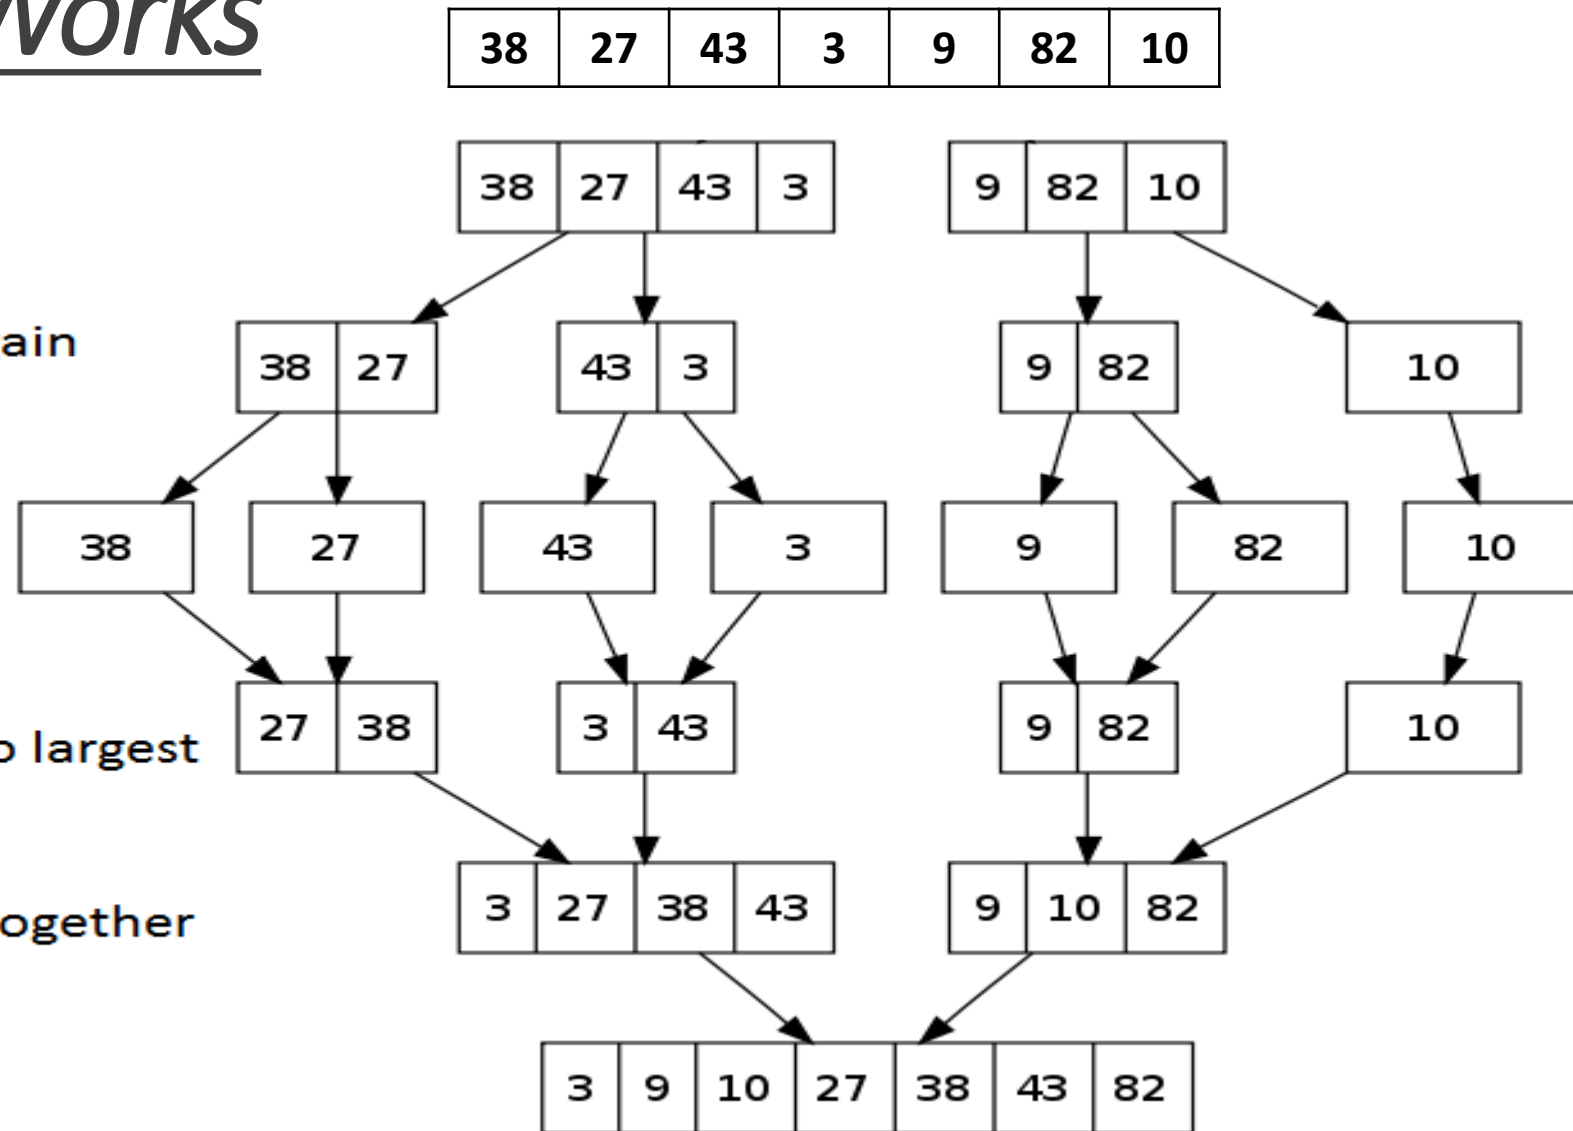 Works
38 27 43 3 9 82 10
38 27 43 3 9 82 10
ain
38 27 43 3 9 82 10
38 27 43 3 9 82 10
27 38 3 43 9 82 10
o largest
3 27 38 43 9 10 82
ogether
3 9 10 27 38 43 82